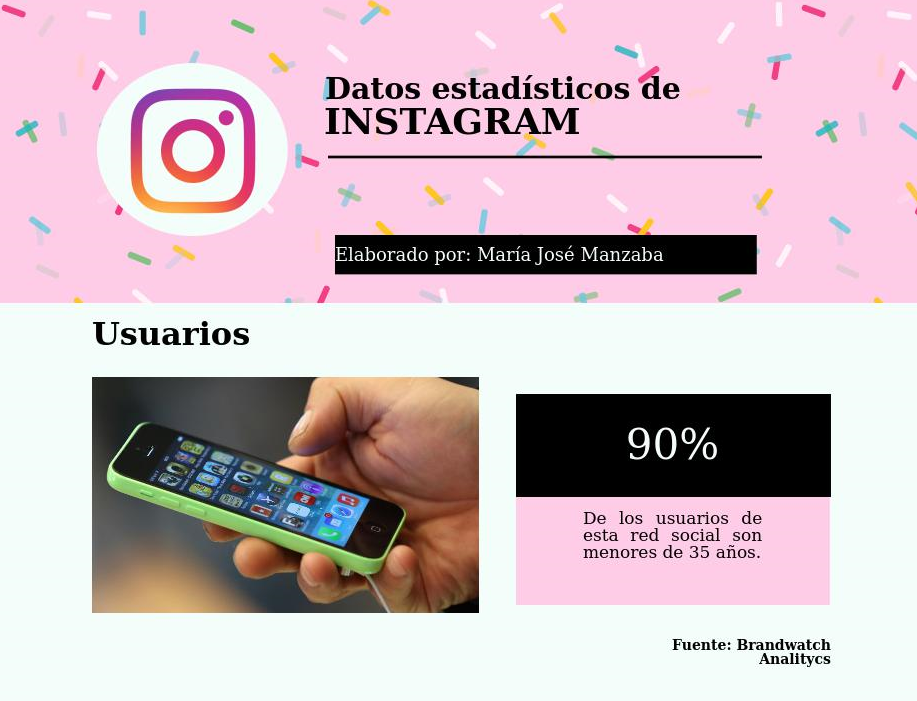 Datos estadísticos de
INSTAGRAM
Elaborado por: María José Manzaba
Usuarios
90%
De los usuarios de
esta red social son
menores de 35 años.
Fuente: Brandwatch
Analitycs